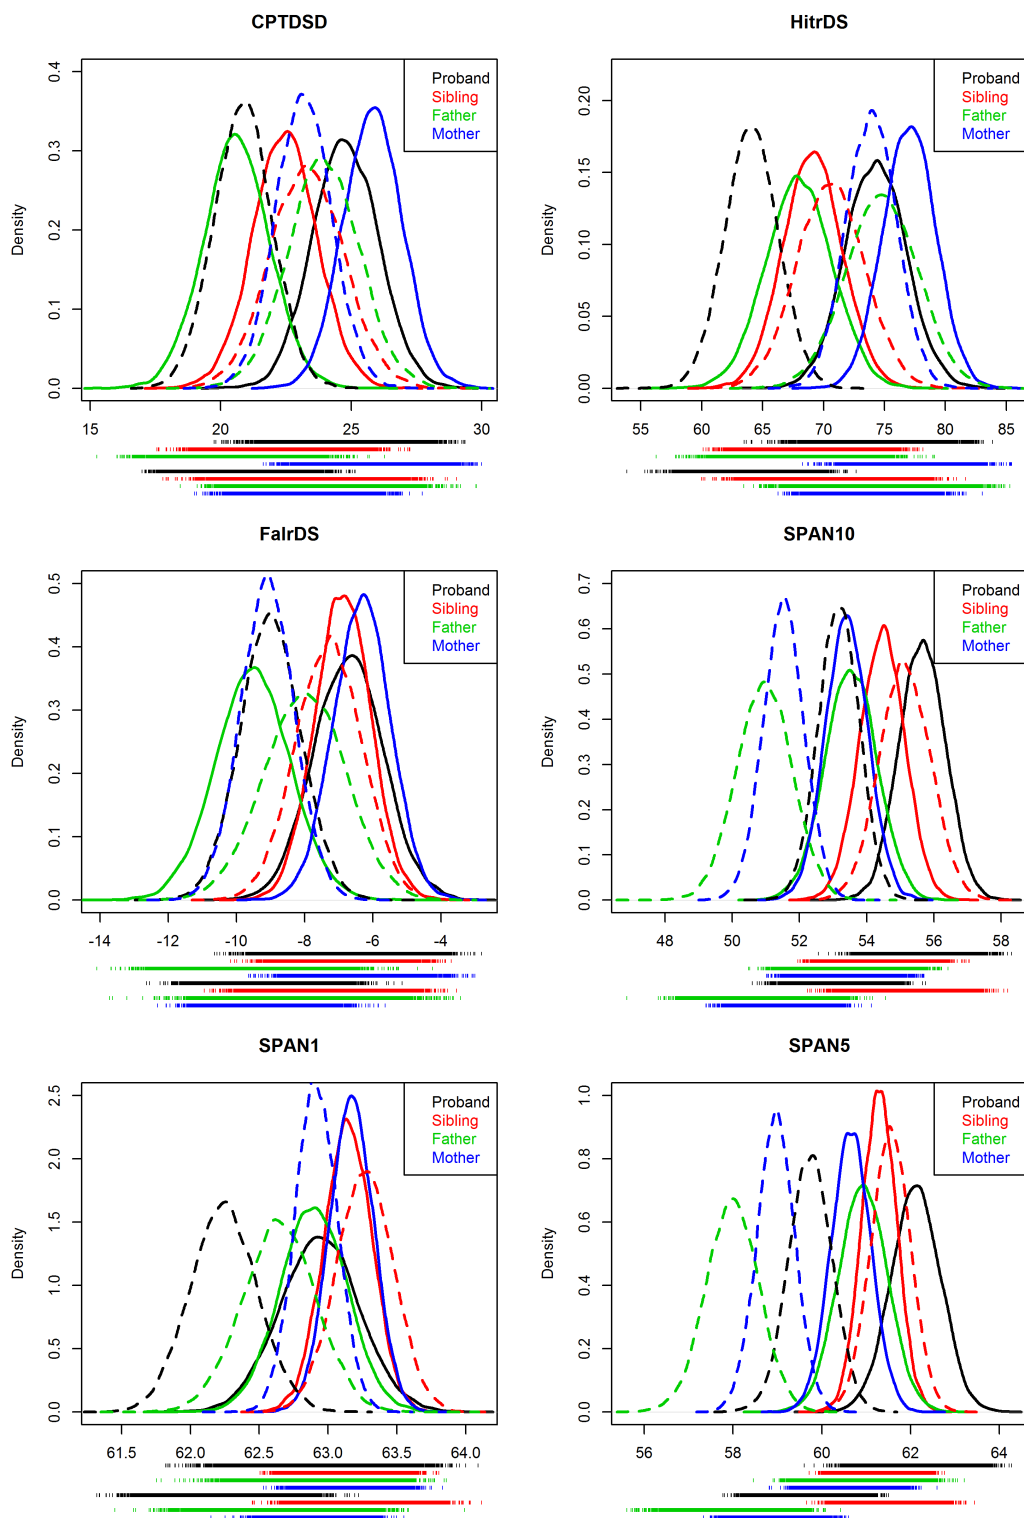 CPTDSD
Density
0.0 0.1 0.2 0.3 0.4
15 20 25 30
Proband
Sibling
Father
Mother
HitrDS
Density
0.00 0.05 0.10 0.15 0.20
55 60 65 70 75 80 85
Proband
Sibling
Father
Mother
FalrDS
Density
0.0 0.1 0.2 0.3 0.4 0.5
-14 -12 -10 -8 -6 -4
Proband
Sibling
Father
Mother
SPAN10
Density
0.0 0.1 0.2 0.3 0.4 0.5 0.6 0.7
48 50 52 54 56 58
Proband
Sibling
Father
Mother
SPAN1
Density
0.0 0.5 1.0 1.5 2.0 2.5
61.5 62.0 62.5 63.0 63.5 64.0
Proband
Sibling
Father
Mother
SPAN5
Density
0.0 0.2 0.4 0.6 0.8 1.0
56 58 60 62 64
Proband
Sibling
Father
Mother